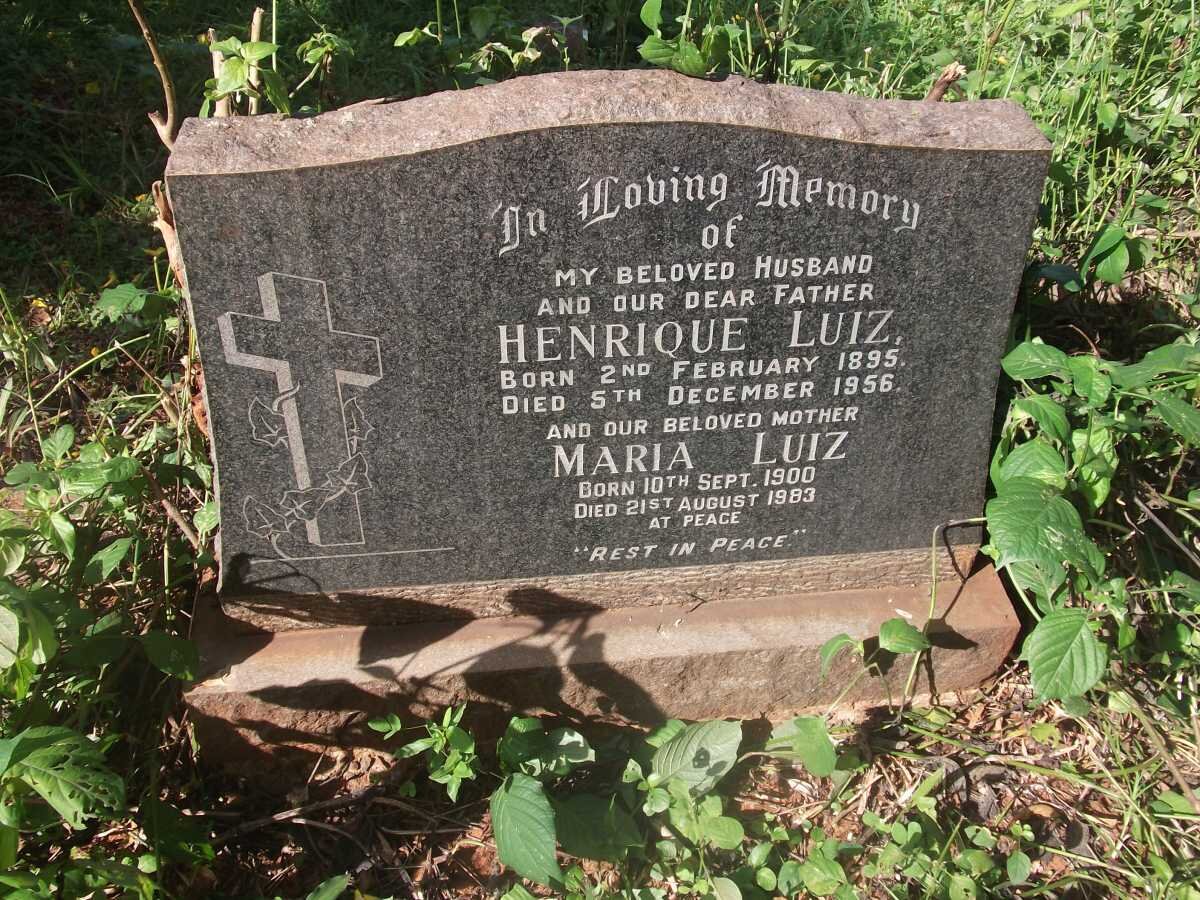 In Loving Memory
of
MY BELOVED HUSBAND
AND OUR DEAR FATHER
HENRIQUE LUIZ.
BORN 2ND FEBRUARY 1895.
DIED 5TH DECEMBER 1956.
AND OUR BELOVED MOTHER
MARIA LUIZ
BORN 10TH SEPT. 1900
DIED 21ST AUGUST 1983
AT PEACE
"REST IN PEACE"